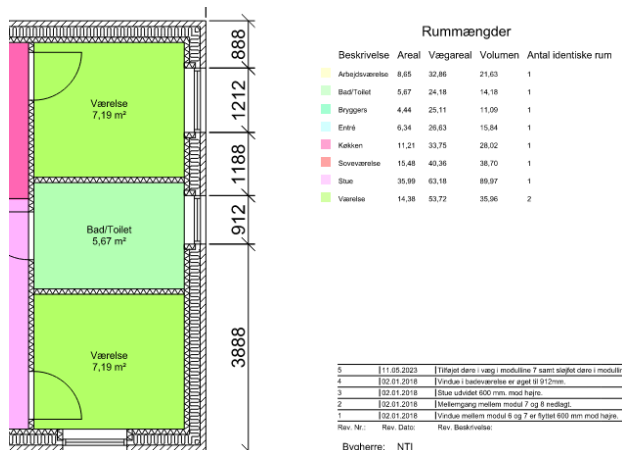 Værelse
7,19 m²
Bad/Toilet
5,67 m²
Værelse
7,19 m²
888
1212
1188
912
3888
Rummængder
Beskrivelse Areal Vægareal Volumen Antal identiske rum
Arbejdsværelse 8,65 32,86 21,63 1
Bad/Toilet 5,67 24,18 14,18 1
Bryggers 4,44 25,11 11,09 1
Entré 6,34 26,63 15,84 1
Køkken 11,21 33,75 28,02 1
Soveværelse 15,48 40,36 38,70 1
Stue 35,99 63,18 89,97 1
Værelse 14,38 53,72 35,96 2
5 11.05.2023 Tilføjet døre i væg i modulline 7 samt sløjfet døre i modullin
4 02.01.2018 Vindue i badeværelse er øget til 912mm.
3 02.01.2018 Stue udvidet 600 mm. mod højre.
2 02.01.2018 Mellemgang mellem modul 7 og 8 nedlagt.
1 02.01.2018 Vindue mellem modul 6 og 7 er flyttet 600 mm mod højre.
Rev. Nr.: Rev. Dato: Rev. Beskrivelse:
Bygherre: NTI